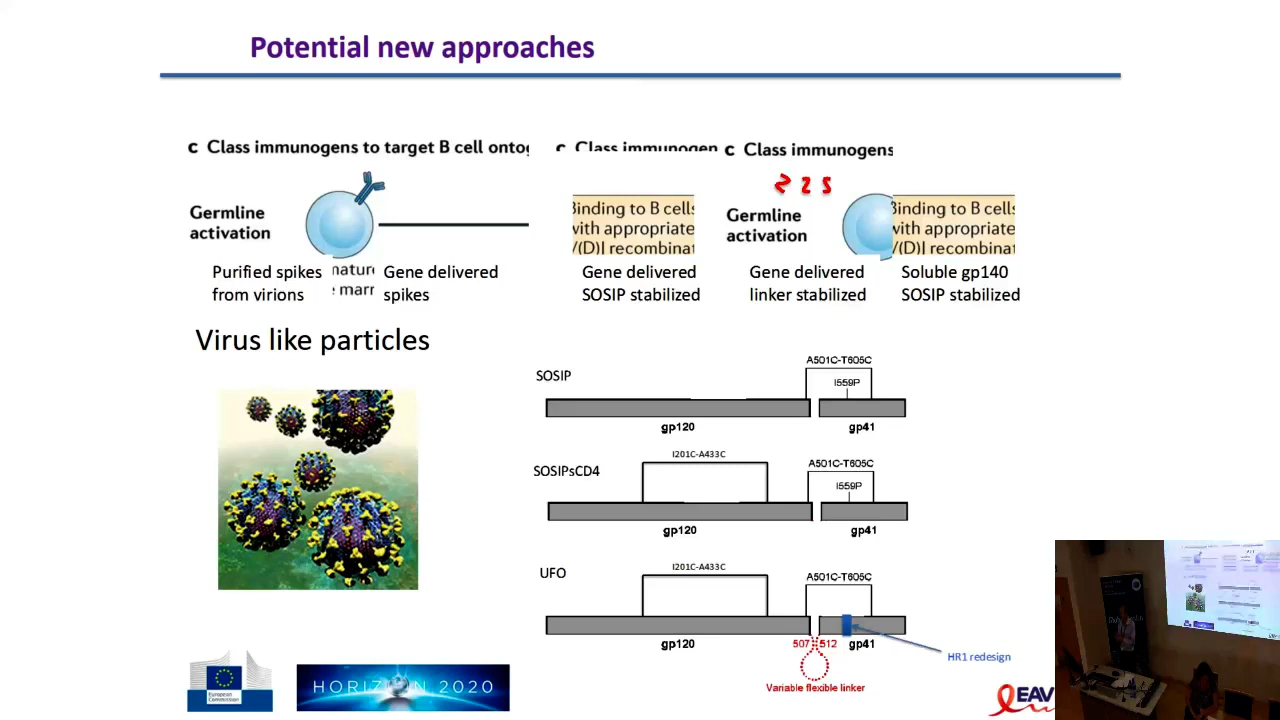 Potential new approaches
c Class immunogens to target B cell ontog
c Class immunogen
c Class immunogens
Germline
activation
Binding to B cells
with appropriate
V(D)J recombinat
Germline
activation
Binding to B cells
with appropriate
V(D)J recombinat
Purified spikes
from virions
nature
marr
Gene delivered
spikes
Gene delivered
SOSIP stabilized
Gene delivered
linker stabilized
Soluble gp140
SOSIP stabilized
Virus like particles
SOSIP
A501C-T605C
I559P
gp120
gp41
SOSIPsCD4
I201C-A433C
A501C-T605C
I559P
gp120
gp41
UFO
I201C-A433C
A501C-T605C
gp120
507
512
gp41
HR1 redesign
Variable flexible linker
European
Commission
HORIZON 2020
EAV